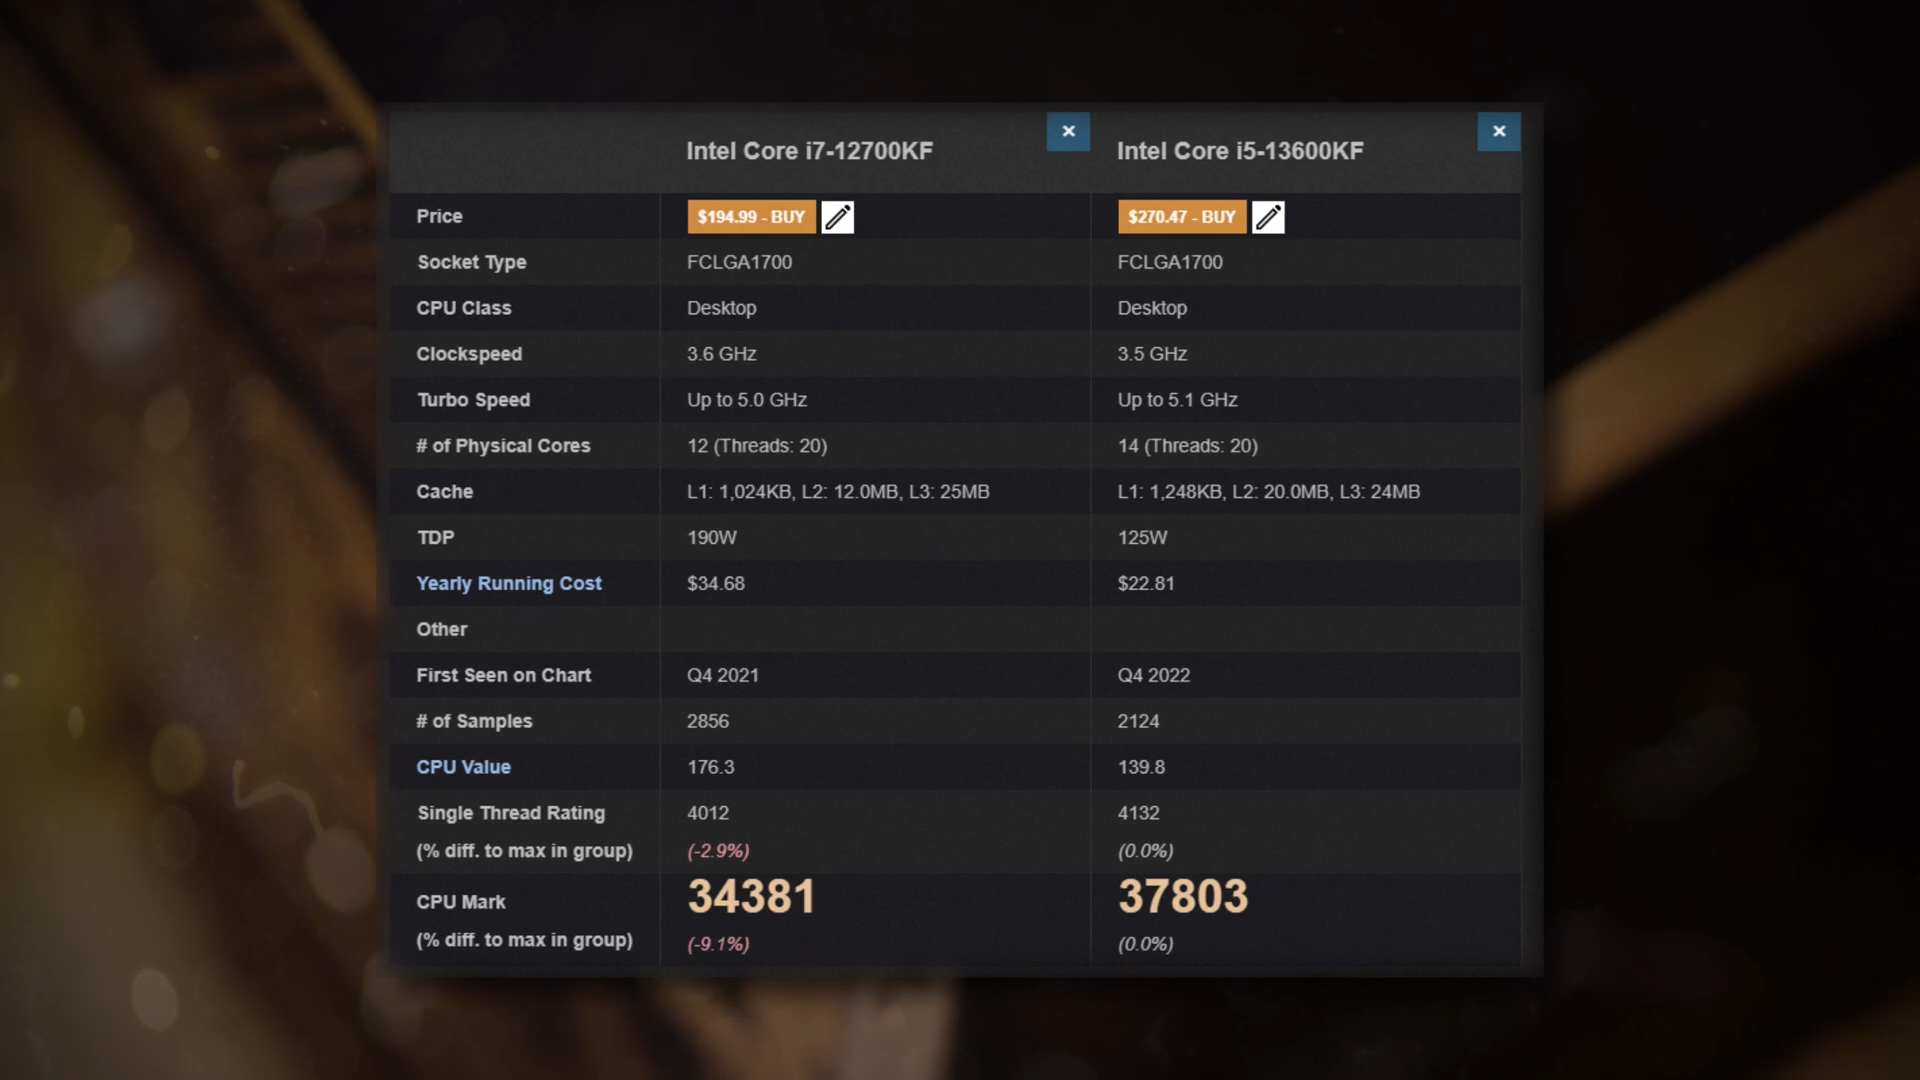 × ×
Intel Core i7-12700KF Intel Core i5-13600KF
Price $194.99 - BUY $270.47 - BUY
Socket Type FCLGA1700 FCLGA1700
CPU Class Desktop Desktop
Clockspeed 3.6 GHz 3.5 GHz
Turbo Speed Up to 5.0 GHz Up to 5.1 GHz
# of Physical Cores 12 (Threads: 20) 14 (Threads: 20)
Cache L1: 1,024KB, L2: 12.0MB, L3: 25MB L1: 1,248KB, L2: 20.0MB, L3: 24MB
TDP 190W 125W
Yearly Running Cost $34.68 $22.81
Other
First Seen on Chart Q4 2021 Q4 2022
# of Samples 2856 2124
CPU Value 176.3 139.8
Single Thread Rating 4012 4132
(% diff. to max in group) (-2.9%) (0.0%)
CPU Mark 34381 37803
(% diff. to max in group) (-9.1%) (0.0%)